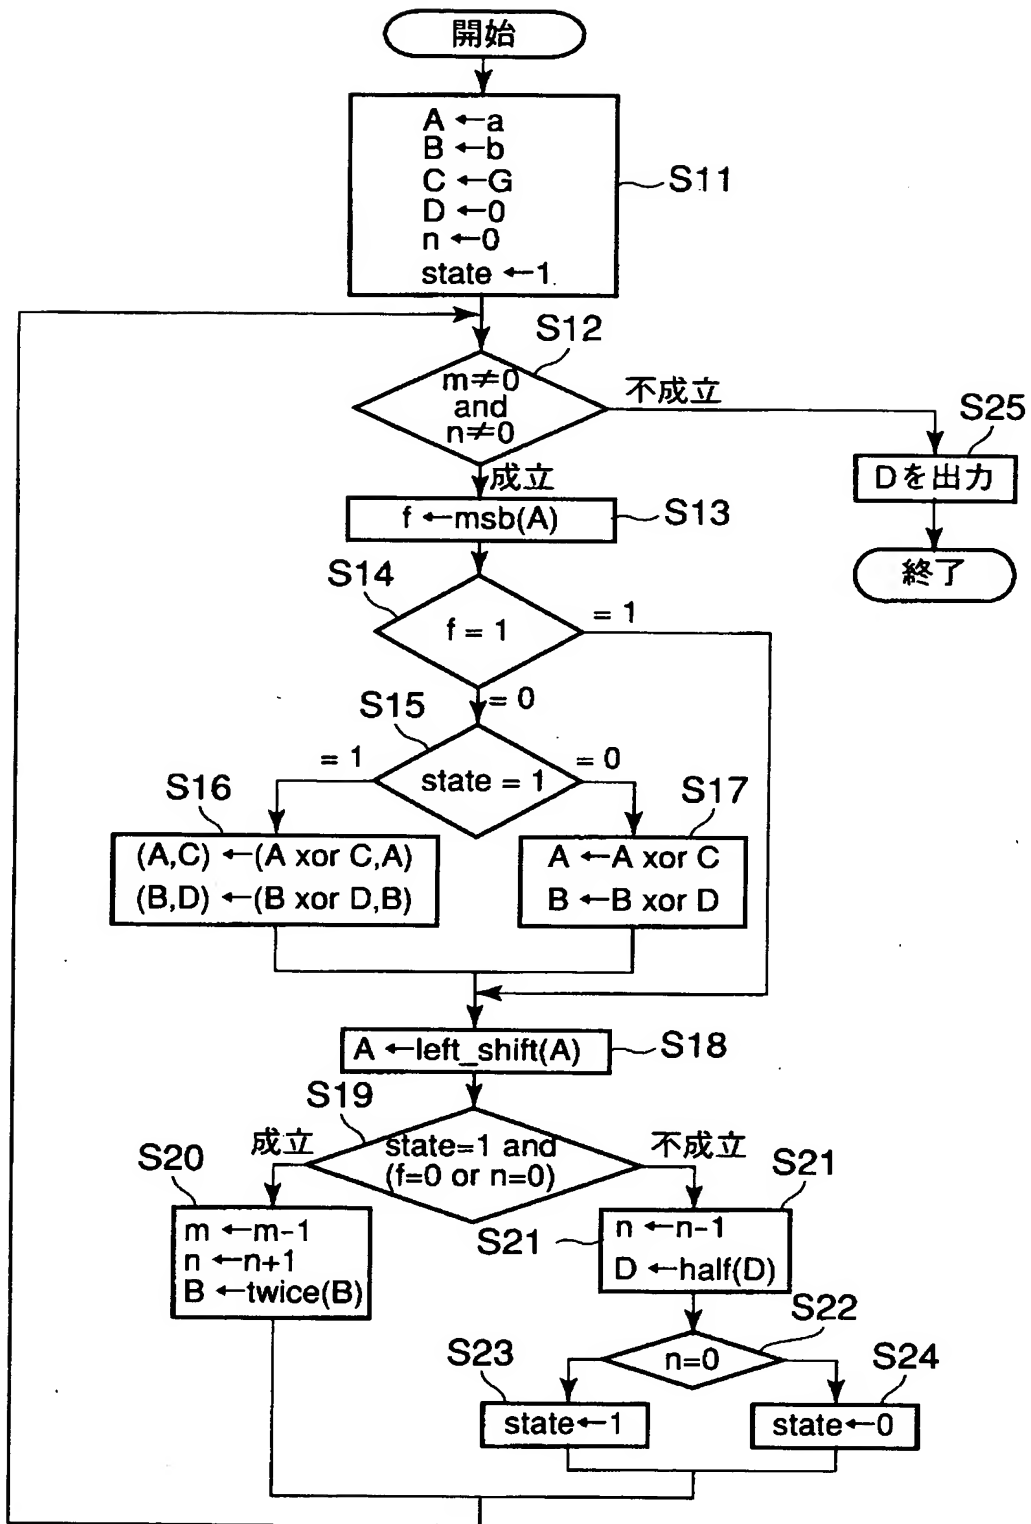 開始
A ←a
B ←b
C ←G
D ←0
n ←0
state ←1
S11
S12
m≠0
and
n≠0
不成立
S25
Dを出力
終了
成立
f ←msb(A)
S13
S14
f = 1
= 1
= 0
S15
state = 1
= 1
= 0
S16
(A,C) ←(A xor C,A)
(B,D) ←(B xor D,B)
S17
A ←A xor C
B ←B xor D
A ←left_shift(A)
S18
S19
state=1 and
(f=0 or n=0)
成立
不成立
S20
m ←m-1
n ←n+1
B ←twice(B)
S21
S21
n ←n-1
D ←half(D)
S22
n=0
S23
state←1
S24
state←0